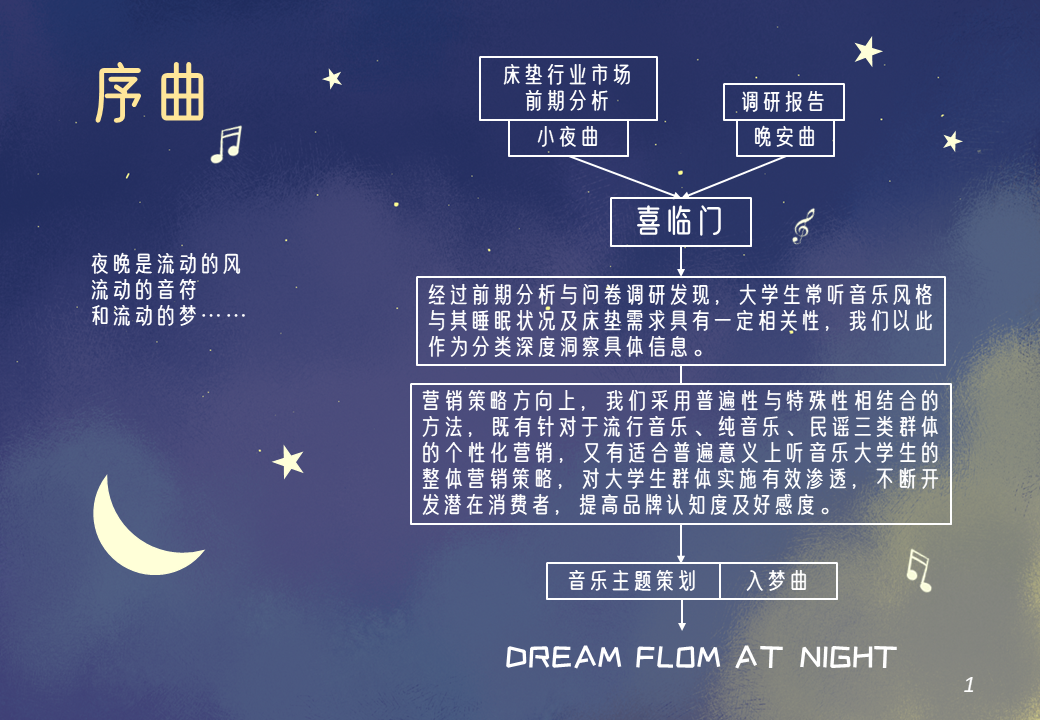 序曲
夜晚是流动的风
流动的音符
和流动的梦……
床垫行业市场
前期分析
小夜曲
调研报告
晚安曲
喜临门
经过前期分析与问卷调研发现，大学生常听音乐风格
与其睡眠状况及床垫需求具有一定相关性，我们以此
作为分类深度洞察具体信息。
营销策略方向上，我们采用普遍性与特殊性相结合的
方法，既有针对于流行音乐、纯音乐、民谣三类群体
的个性化营销，又有适合普遍意义上听音乐大学生的
整体营销策略，对大学生群体实施有效渗透，不断开
发潜在消费者，提高品牌认知度及好感度。
音乐主题策划
入梦曲
DREAM FLOM AT NIGHT
1